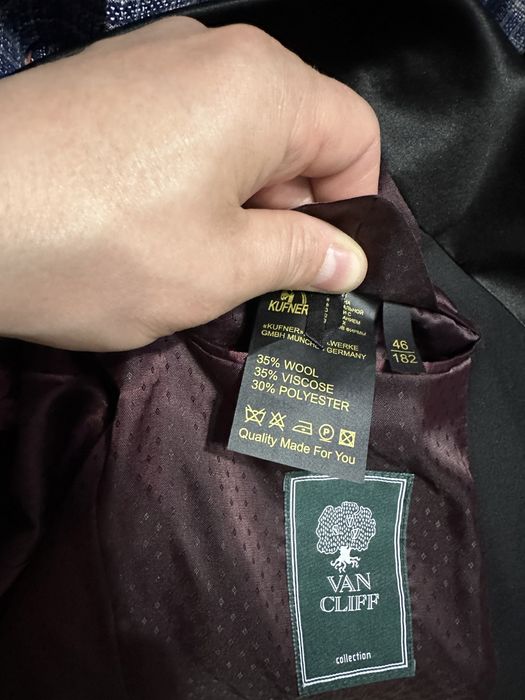 KUFNER
«KUFNER»
WERKE
GMBH MUNCHEN, GERMANY
35% WOOL
35% VISCOSE
30% POLYESTER
P
Quality Made For You
46
182
VAN
CLIFF
collection